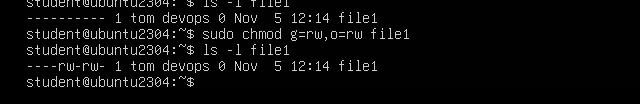 student@ubuntu2304:~$ ls -l file1
---------- 1 tom devops 0 Nov  5 12:14 file1
student@ubuntu2304:~$ sudo chmod g=rw,o=rw file1
student@ubuntu2304:~$ ls -l file1
----rw-rw- 1 tom devops 0 Nov  5 12:14 file1
student@ubuntu2304:~$